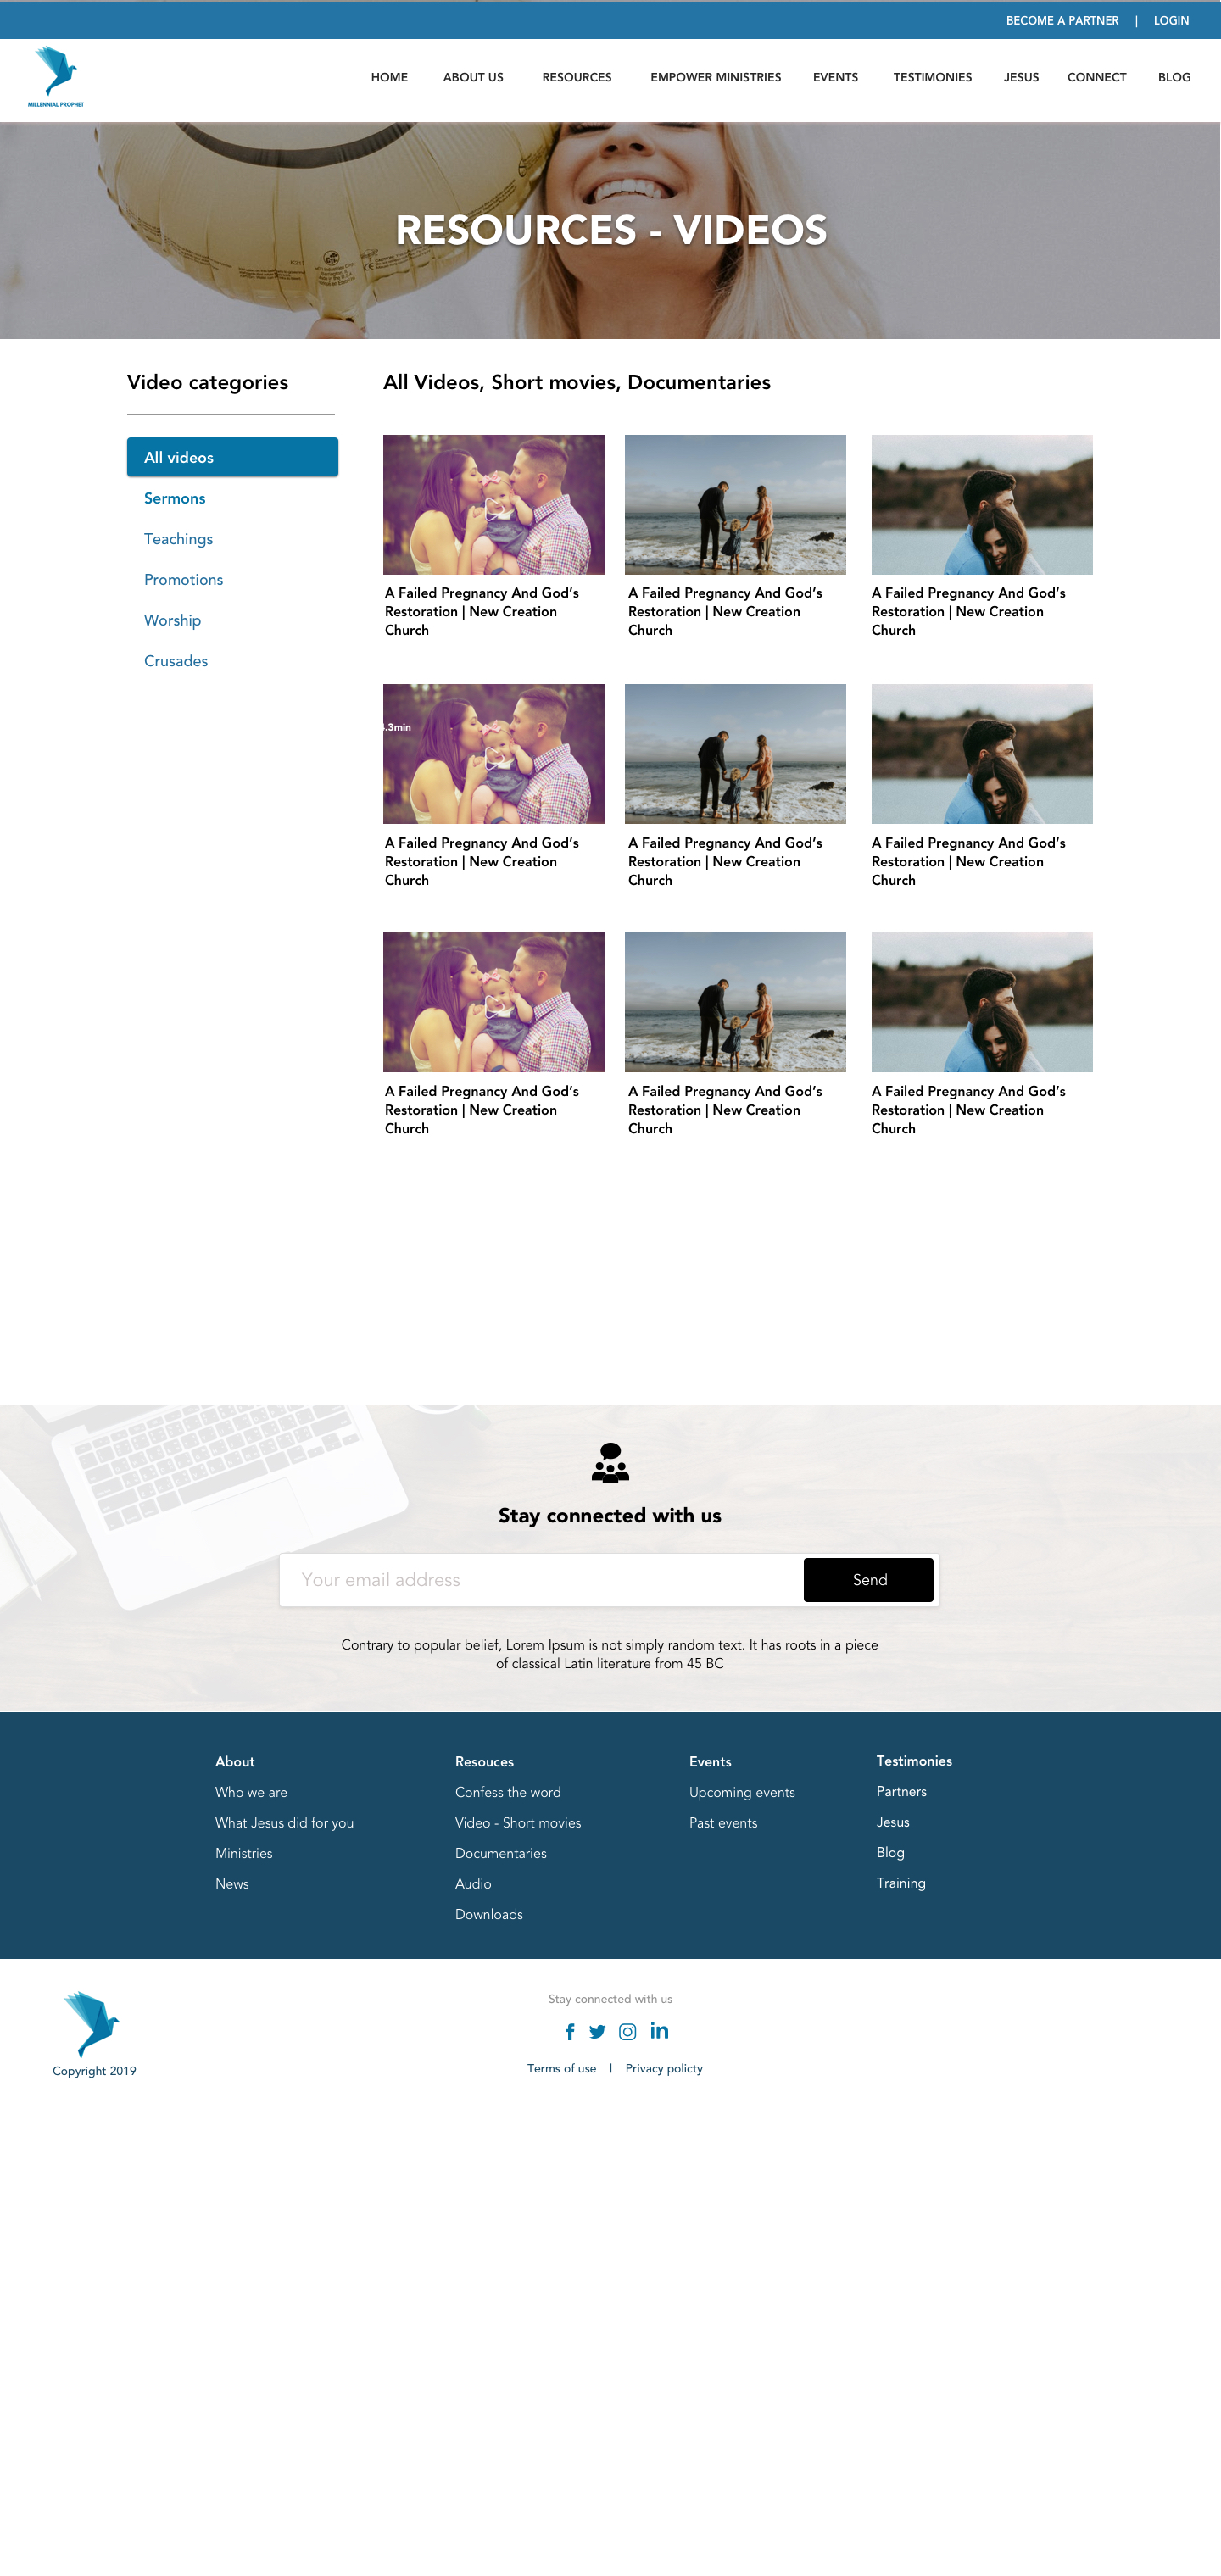 BECOME A PARTNER | LOGIN
MILLENNIAL PROPHET
HOME ABOUT US RESOURCES EMPOWER MINISTRIES EVENTS TESTIMONIES JESUS CONNECT BLOG
RESOURCES - VIDEOS
Video categories
All videos
Sermons
Teachings
Promotions
Worship
Crusades
All Videos, Short movies, Documentaries
A Failed Pregnancy And God’s
Restoration | New Creation
Church
A Failed Pregnancy And God’s
Restoration | New Creation
Church
A Failed Pregnancy And God’s
Restoration | New Creation
Church
.3min
A Failed Pregnancy And God’s
Restoration | New Creation
Church
A Failed Pregnancy And God’s
Restoration | New Creation
Church
A Failed Pregnancy And God’s
Restoration | New Creation
Church
A Failed Pregnancy And God’s
Restoration | New Creation
Church
A Failed Pregnancy And God’s
Restoration | New Creation
Church
A Failed Pregnancy And God’s
Restoration | New Creation
Church
Stay connected with us
Your email address
Send
Contrary to popular belief, Lorem Ipsum is not simply random text. It has roots in a piece
of classical Latin literature from 45 BC
About
Who we are
What Jesus did for you
Ministries
News
Resouces
Confess the word
Video - Short movies
Documentaries
Audio
Downloads
Events
Upcoming events
Past events
Testimonies
Partners
Jesus
Blog
Training
Copyright 2019
Stay connected with us
Terms of use | Privacy policty